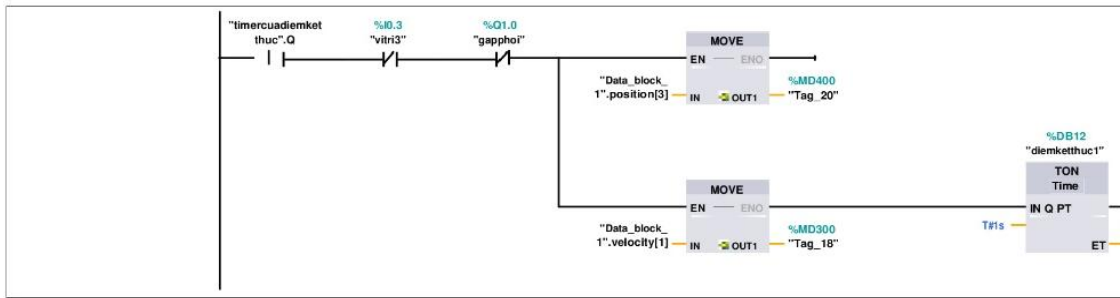 "timercuadiemket
thuc".Q
%I0.3
"vitri3"
%Q1.0
"gapphoi"
MOVE
EN ENO
"Data_block_
1".position[3]
IN OUT1
%MD400
"Tag_20"
%DB12
"diemketthuc1"
TON
Time
IN Q PT
T#1s
ET
MOVE
EN ENO
"Data_block_
1".velocity[1]
IN OUT1
%MD300
"Tag_18"